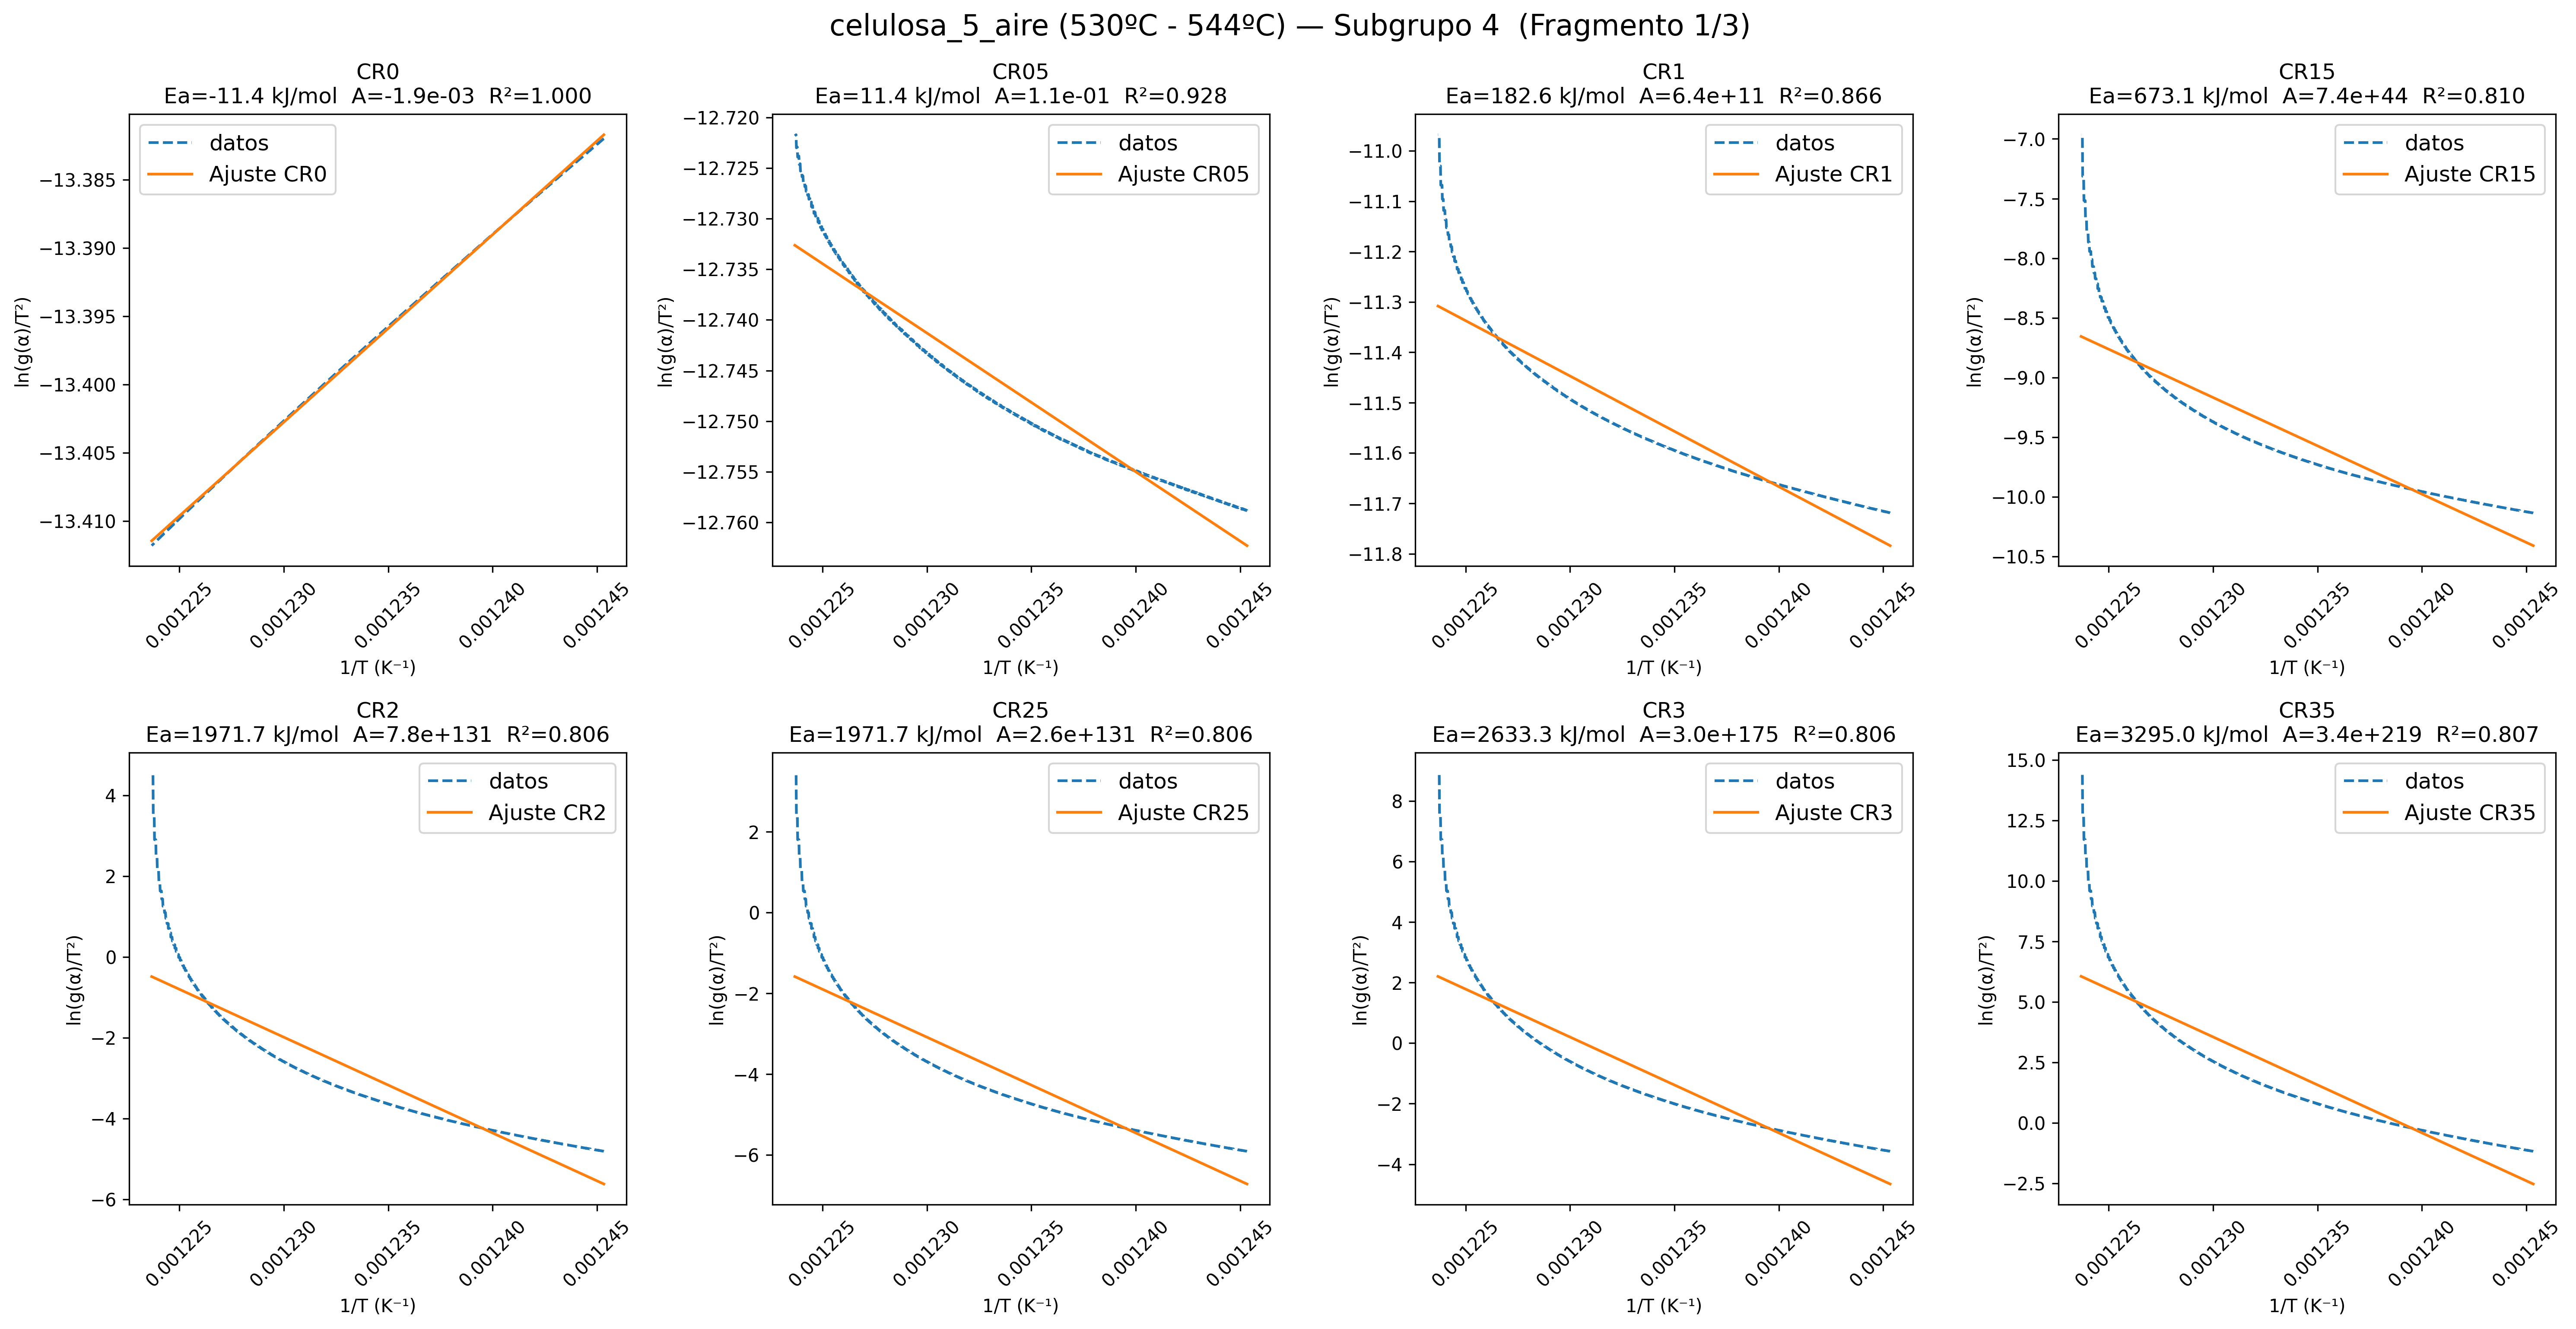 celulosa_5_aire (530ºC - 544ºC) — Subgrupo 4  (Fragmento 1/3)
CR0
Ea=-11.4 kJ/mol  A=-1.9e-03  R²=1.000
datos
Ajuste CR0
−13.385
−13.390
−13.395
−13.400
−13.405
−13.410
ln(g(α)/T²)
0.001225
0.001230
0.001235
0.001240
0.001245
1/T (K⁻¹)
CR05
Ea=11.4 kJ/mol  A=1.1e-01  R²=0.928
datos
Ajuste CR05
−12.720
−12.725
−12.730
−12.735
−12.740
−12.745
−12.750
−12.755
−12.760
ln(g(α)/T²)
0.001225
0.001230
0.001235
0.001240
0.001245
1/T (K⁻¹)
CR1
Ea=182.6 kJ/mol  A=6.4e+11  R²=0.866
datos
Ajuste CR1
−11.0
−11.1
−11.2
−11.3
−11.4
−11.5
−11.6
−11.7
−11.8
ln(g(α)/T²)
0.001225
0.001230
0.001235
0.001240
0.001245
1/T (K⁻¹)
CR15
Ea=673.1 kJ/mol  A=7.4e+44  R²=0.810
datos
Ajuste CR15
−7.0
−7.5
−8.0
−8.5
−9.0
−9.5
−10.0
−10.5
ln(g(α)/T²)
0.001225
0.001230
0.001235
0.001240
0.001245
1/T (K⁻¹)
CR2
Ea=1971.7 kJ/mol  A=7.8e+131  R²=0.806
datos
Ajuste CR2
4
2
0
−2
−4
−6
ln(g(α)/T²)
0.001225
0.001230
0.001235
0.001240
0.001245
1/T (K⁻¹)
CR25
Ea=1971.7 kJ/mol  A=2.6e+131  R²=0.806
datos
Ajuste CR25
2
0
−2
−4
−6
ln(g(α)/T²)
0.001225
0.001230
0.001235
0.001240
0.001245
1/T (K⁻¹)
CR3
Ea=2633.3 kJ/mol  A=3.0e+175  R²=0.806
datos
Ajuste CR3
8
6
4
2
0
−2
−4
ln(g(α)/T²)
0.001225
0.001230
0.001235
0.001240
0.001245
1/T (K⁻¹)
CR35
Ea=3295.0 kJ/mol  A=3.4e+219  R²=0.807
datos
Ajuste CR35
15.0
12.5
10.0
7.5
5.0
2.5
0.0
−2.5
ln(g(α)/T²)
0.001225
0.001230
0.001235
0.001240
0.001245
1/T (K⁻¹)